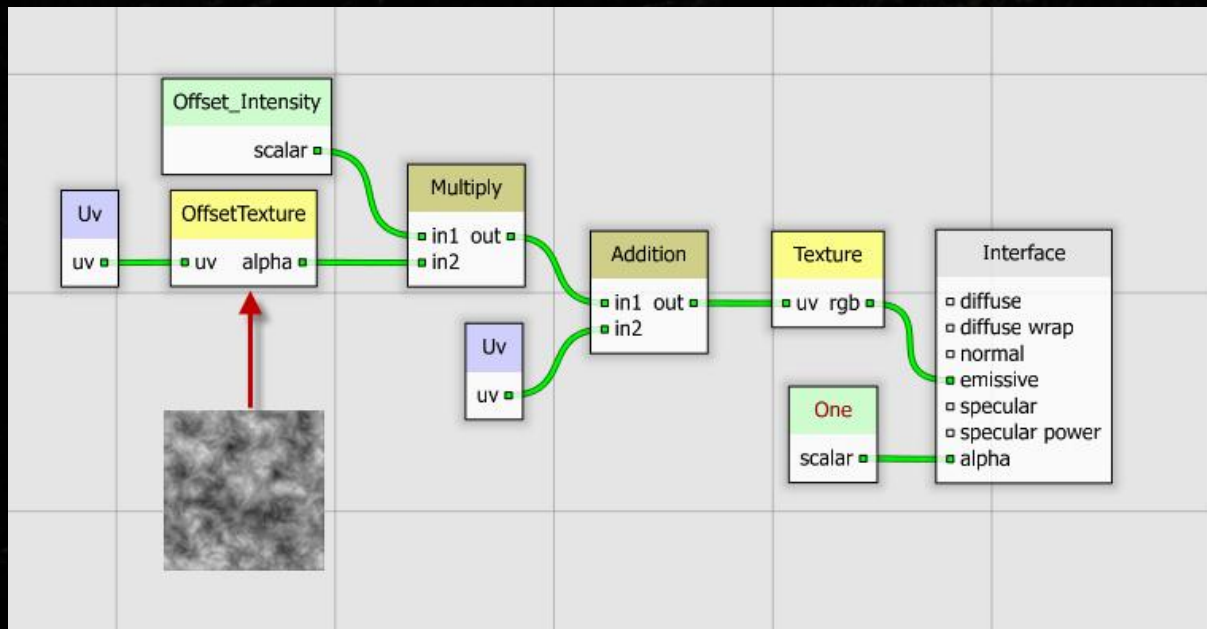 Offset_Intensity
scalar
Uv
uv
OffsetTexture
uv alpha
Multiply
in1 out
in2
Uv
uv
Addition
in1 out
in2
Texture
uv rgb
One
scalar
Interface
diffuse
diffuse wrap
normal
emissive
specular
specular power
alpha